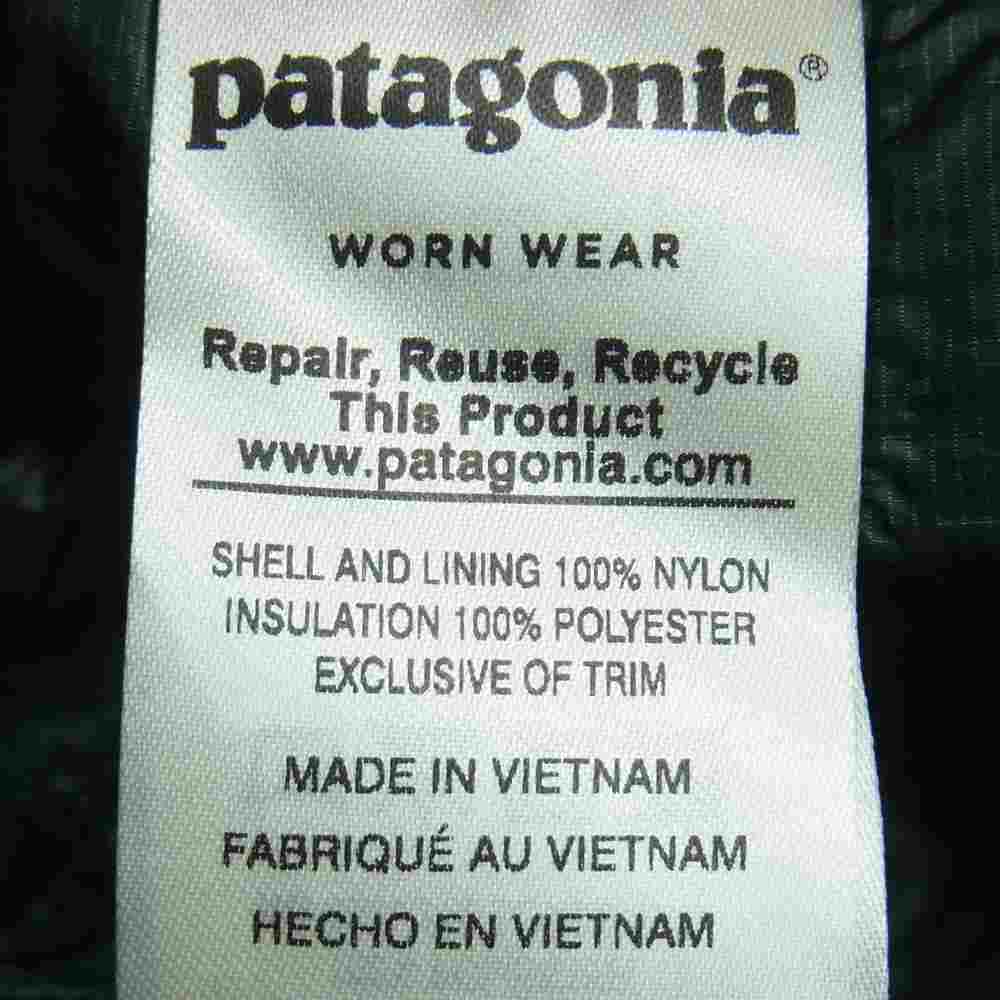 patagonia®
WORN WEAR
Repair, Reuse, Recycle
This Product
www.patagonia.com
SHELL AND LINING 100% NYLON
INSULATION 100% POLYESTER
EXCLUSIVE OF TRIM
MADE IN VIETNAM
FABRIQUÉ AU VIETNAM
HECHO EN VIETNAM